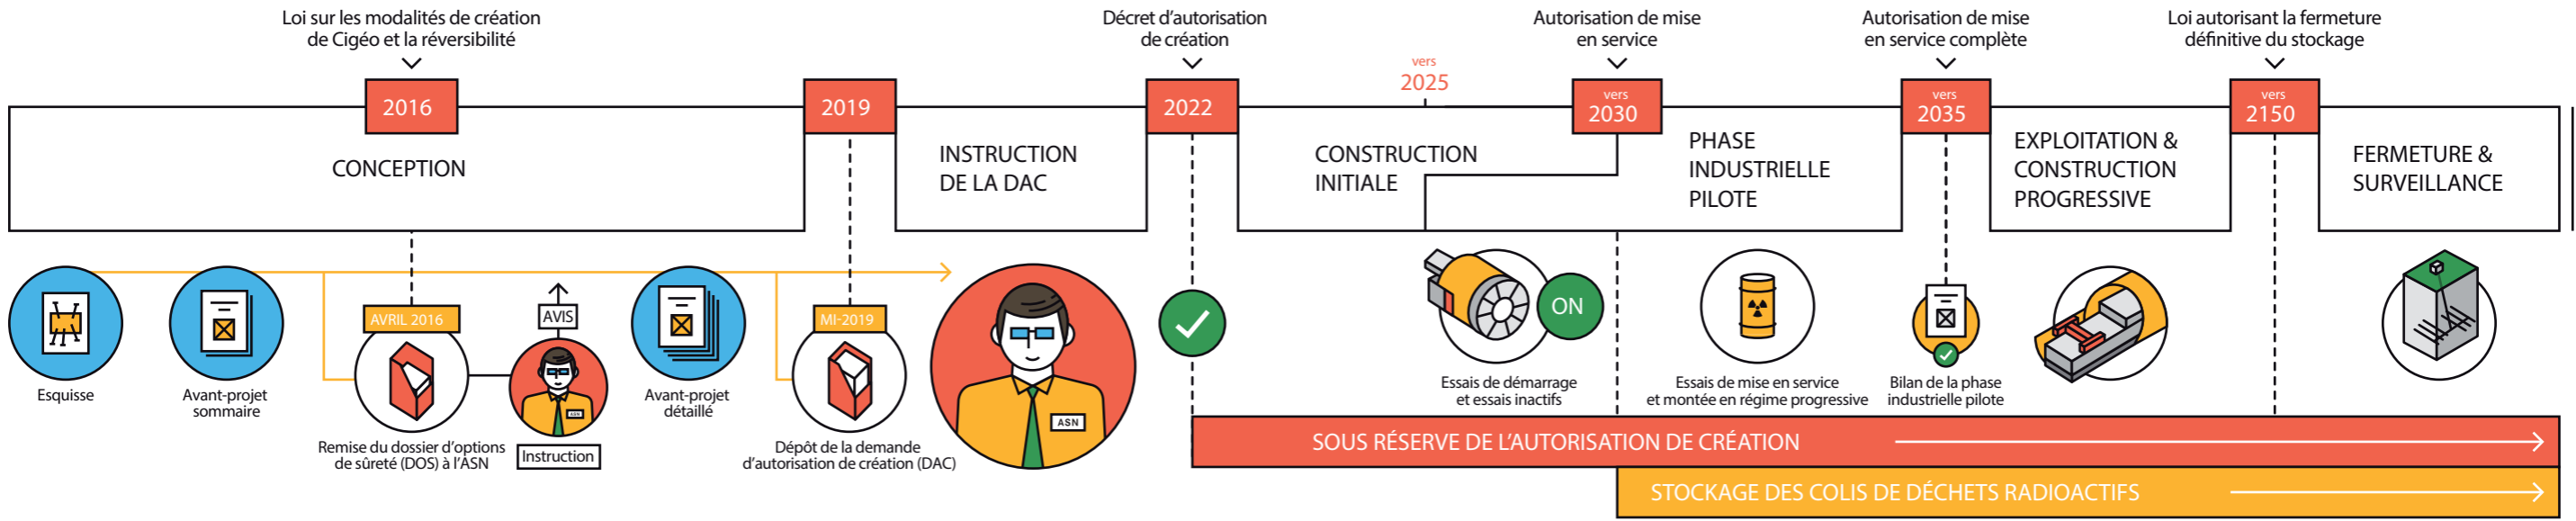 Loi sur les modalités de création
de Cigéo et la réversibilité
Décret d'autorisation
de création
Autorisation de mise
en service
Autorisation de mise
en service complète
Loi autorisant la fermeture
définitive du stockage
2016
2019
2022
vers
2025
vers
2030
vers
2035
vers
2150
CONCEPTION
INSTRUCTION
DE LA DAC
CONSTRUCTION
INITIALE
PHASE
INDUSTRIELLE
PILOTE
EXPLOITATION &
CONSTRUCTION
PROGRESSIVE
FERMETURE &
SURVEILLANCE
Esquisse
Avant-projet
sommaire
AVRIL 2016
Remise du dossier d'options
de sûreté (DOS) à l'ASN
AVIS
ASN
Instruction
Avant-projet
détaillé
MI-2019
Dépôt de la demande
d'autorisation de création (DAC)
ASN
ON
Essais de démarrage
et essais inactifs
Essais de mise en service
et montée en régime progressive
Bilan de la phase
industrielle pilote
SOUS RÉSERVE DE L'AUTORISATION DE CRÉATION
STOCKAGE DES COLIS DE DÉCHETS RADIOACTIFS